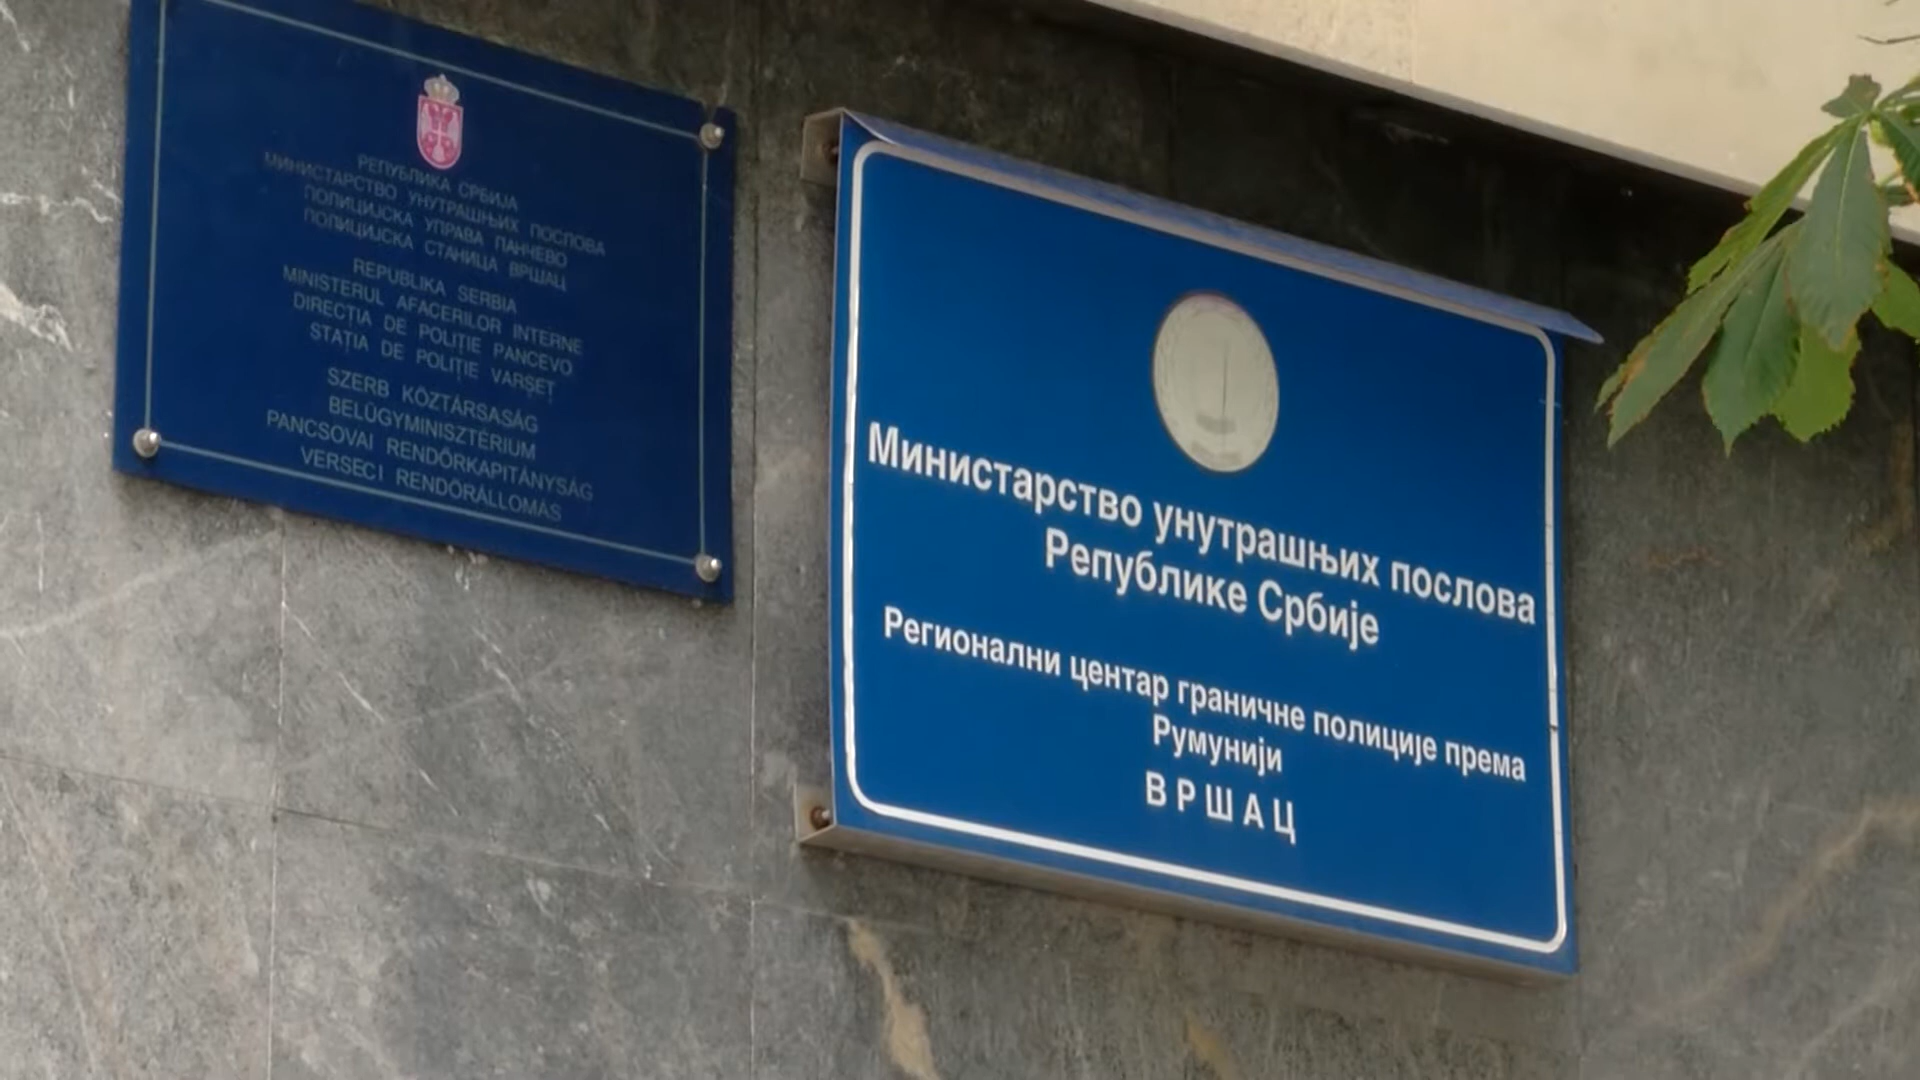 РЕПУБЛИКА СРБИЈА
МИНИСТАРСТВО УНУТРАШЊИХ ПОСЛОВА
ПОЛИЦИЈСКА УПРАВА ПАНЧЕВО
ПОЛИЦИЈСКА СТАНИЦА ВРШАЦ
REPUBLIKA SERBIA
MINISTERUL AFACERILOR INTERNE
DIRECȚIA DE POLIȚIE PANCEVO
STAȚIA DE POLIȚIE VARȘEȚ
SZERB KÖZTÁRSASÁG
BELÜGYMINISZTÉRIUM
PANCSOVAI RENDŐRKAPITÁNYSÁG
VERSECI RENDŐRÁLLOMÁS
Министарство унутрашњих послова
Републике Србије
Регионални центар граничне полиције према
Румунији
ВРШАЦ